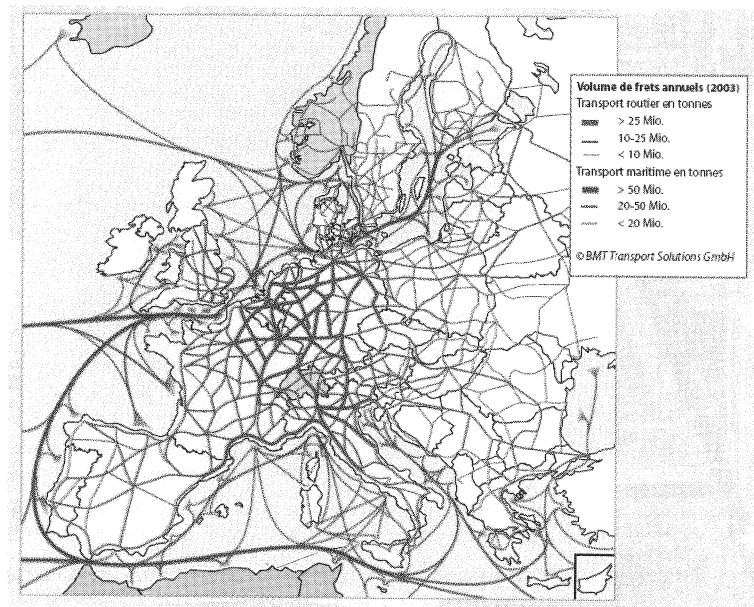 Volume de frets annuels (2003)
Transport routier en tonnes
> 25 Mio.
10-25 Mio.
< 10 Mio.
Transport maritime en tonnes
> 50 Mio.
20-50 Mio.
< 20 Mio.
© BMT Transport Solutions GmbH